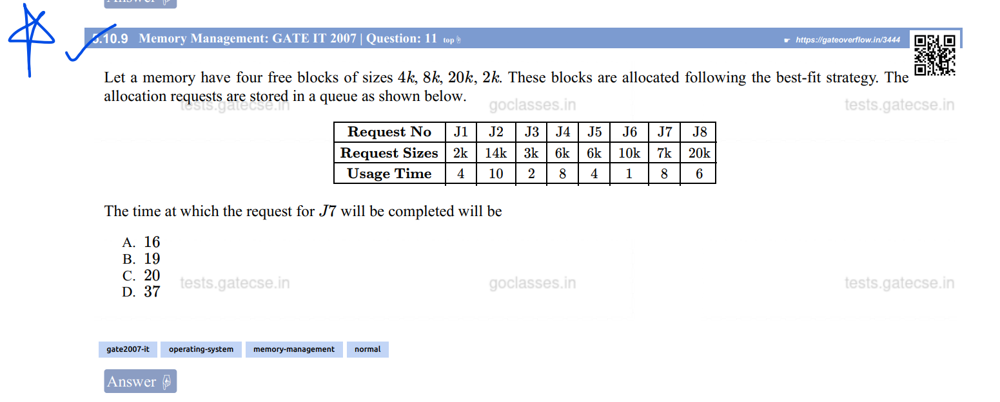 Answer
5.10.9 Memory Management: GATE IT 2007 | Question: 11 top
https://gateoverflow.in/3444
Let a memory have four free blocks of sizes 4k, 8k, 20k, 2k. These blocks are allocated following the best-fit strategy. The
allocation requests are stored in a queue as shown below.
tests.gatecse.in goclasses.in tests.gatecse.in
Request No J1 J2 J3 J4 J5 J6 J7 J8
Request Sizes 2k 14k 3k 6k 6k 10k 7k 20k
Usage Time 4 10 2 8 4 1 8 6
The time at which the request for J7 will be completed will be
A. 16
B. 19
C. 20
D. 37
tests.gatecse.in goclasses.in tests.gatecse.in
gate2007-it operating-system memory-management normal
Answer